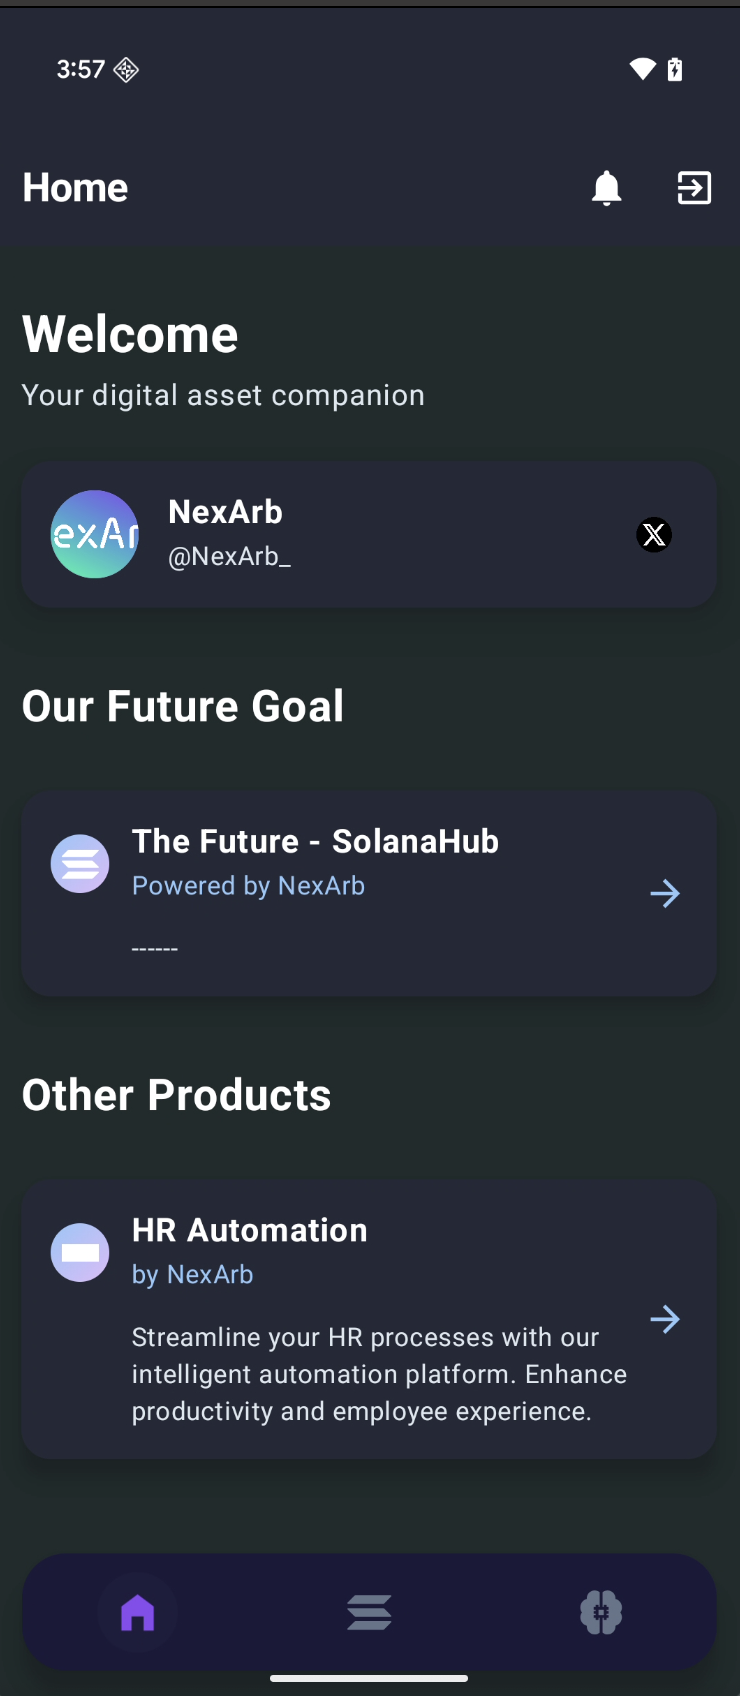 3:57
Home
Welcome
Your digital asset companion
exAr
NexArb
@NexArb_
Our Future Goal
The Future - SolanaHub
Powered by NexArb
------
Other Products
HR Automation
by NexArb
Streamline your HR processes with our
intelligent automation platform. Enhance
productivity and employee experience.